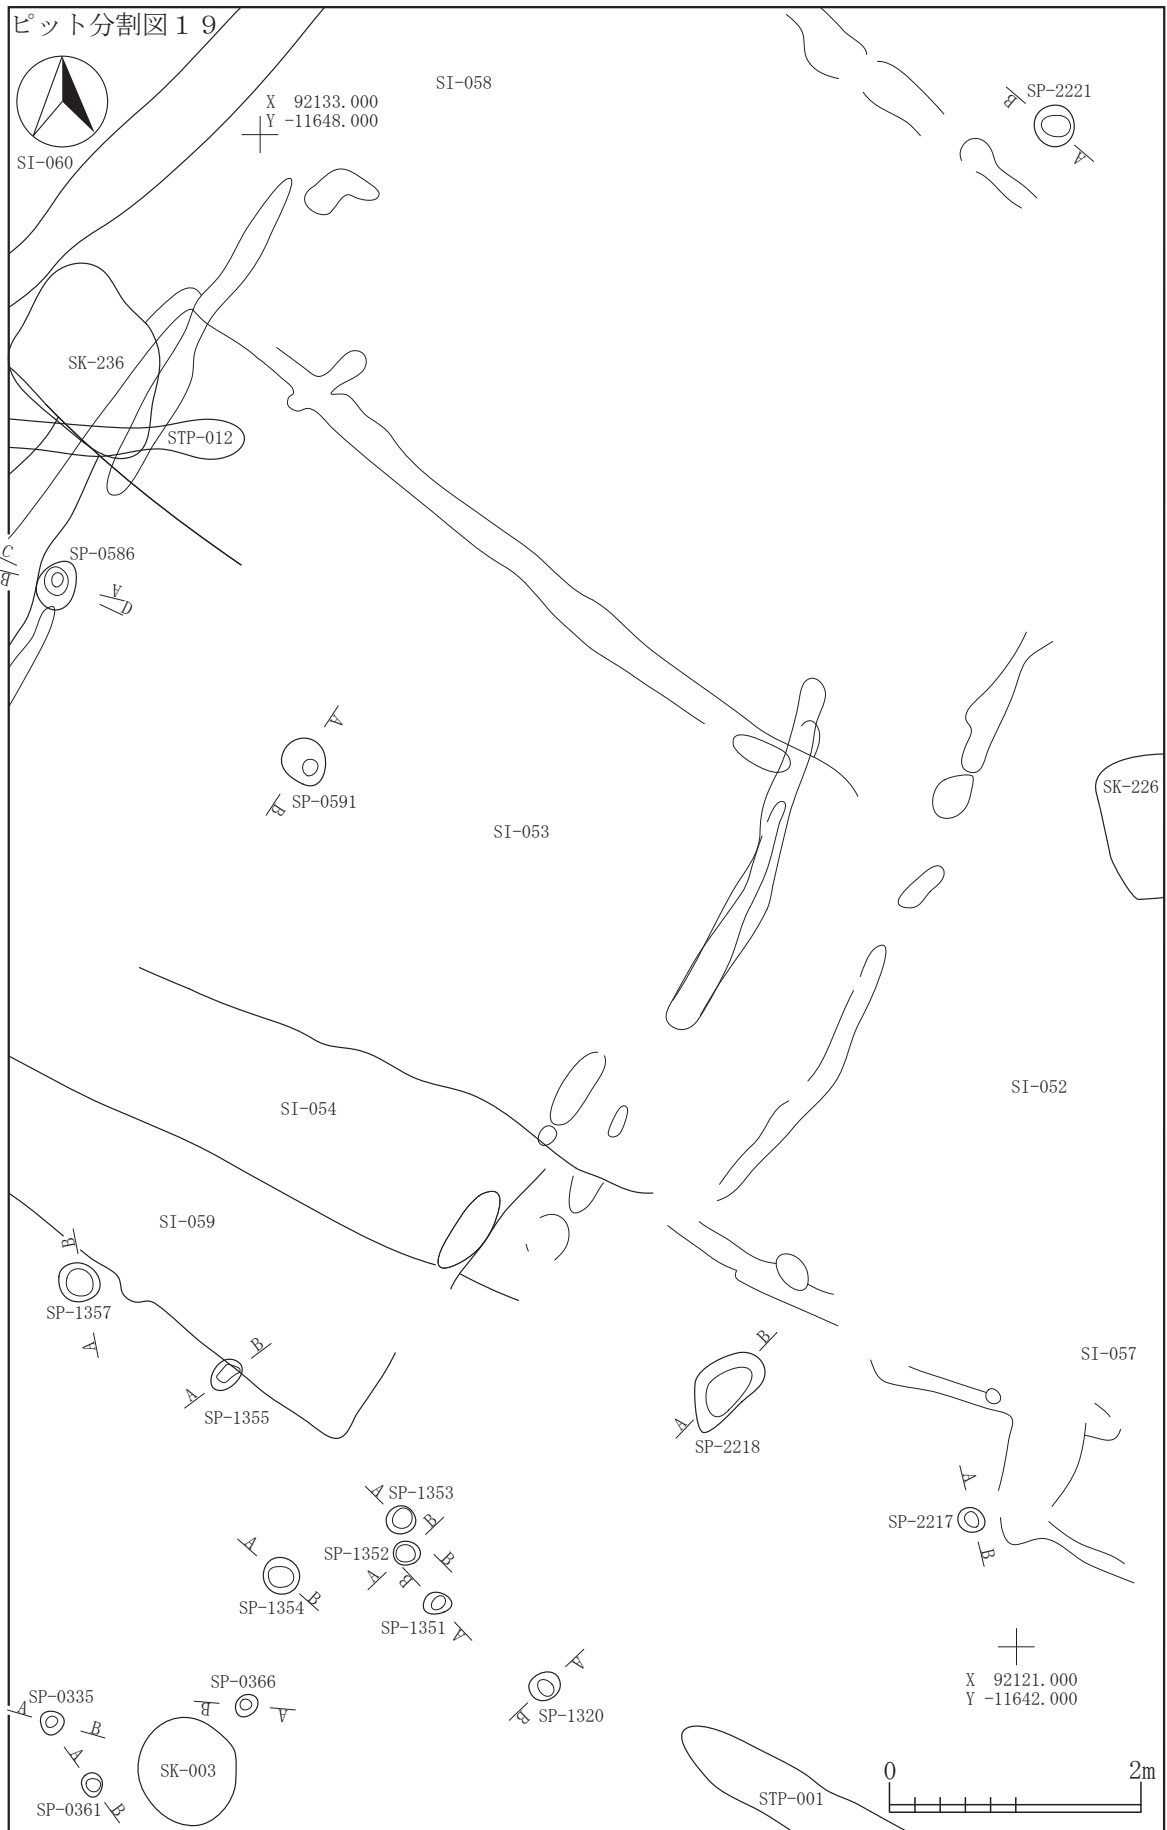 ピット分割図１９
SI-058
SP-2221
B
A
X 92133.000
Y -11648.000
SI-060
SK-236
STP-012
SP-0586
C
B
A
D
A
B
SP-0591
SI-053
SK-226
SI-052
SI-054
SI-059
B
SP-1357
A
B
A
SP-1355
B
A
SP-2218
SI-057
A
SP-2217
B
A
SP-1353
B
SP-1352
B
A
A
SP-1354
B
B
SP-1351
A
A
B
SP-1320
X 92121.000
Y -11642.000
SP-0366
B
A
SP-0335
A
B
A
SP-0361
B
SK-003
STP-001
0
2m